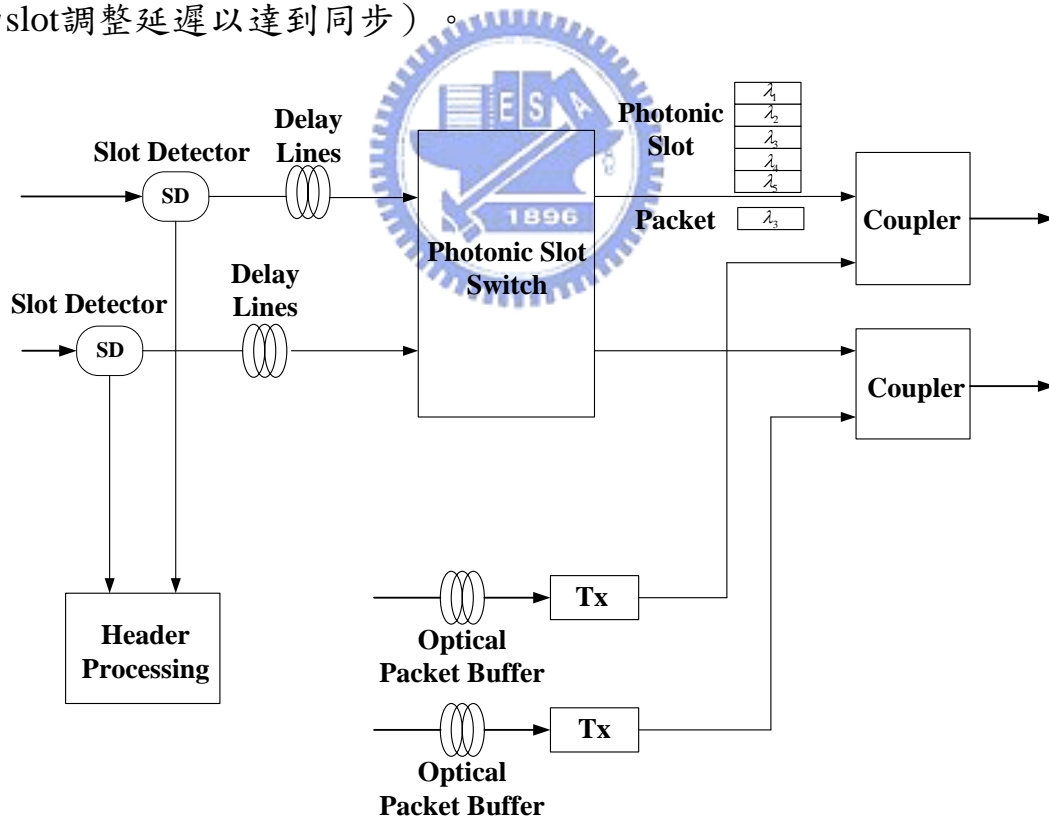 slot調整延遲以達到同步）。
Photonic
Slot
λ1
λ2
λ3
λ4
λ5
Delay
Lines
Slot Detector
SD
ES
1896
Packet
λ3
Coupler
Photonic Slot
Switch
Delay
Lines
Slot Detector
SD
Coupler
Header
Processing
Tx
Optical
Packet Buffer
Tx
Optical
Packet Buffer